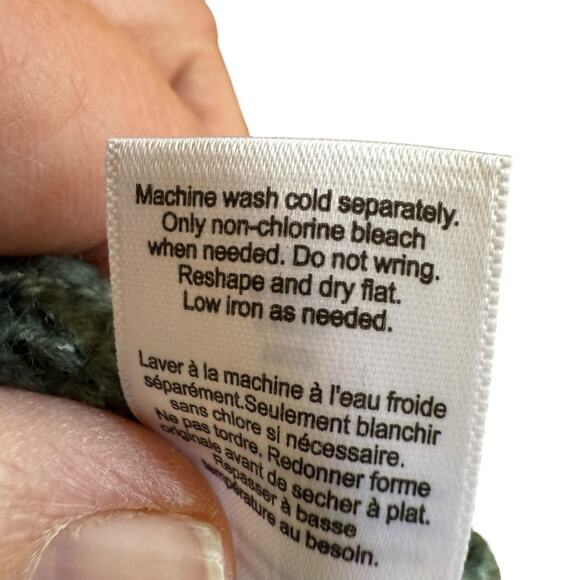 Machine wash cold separately.
Only non-chlorine bleach
when needed. Do not wring.
Reshape and dry flat.
Low iron as needed.
Laver à la machine à l'eau froide
séparément.Seulement blanchir
sans chlore si nécessaire.
Ne pas tordre. Redonner forme
originale avant de secher à plat.
Repasser à basse
température au besoin.